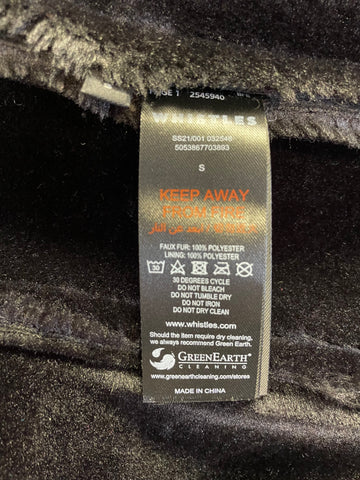 PAGE 1 2545940
WHISTLES
SS21/001 032546
5053867703893
S
KEEP AWAY
FROM FIRE
FAUX FUR: 100% POLYESTER
LINING: 100% POLYESTER
30
30 DEGREES CYCLE
DO NOT BLEACH
DO NOT TUMBLE DRY
DO NOT IRON
DO NOT DRY CLEAN
www.whistles.com
Should the item require dry cleaning,
we always recommend Green Earth.
GREENEARTH®
CLEANING
www.greenearthcleaning.com/stores
MADE IN CHINA